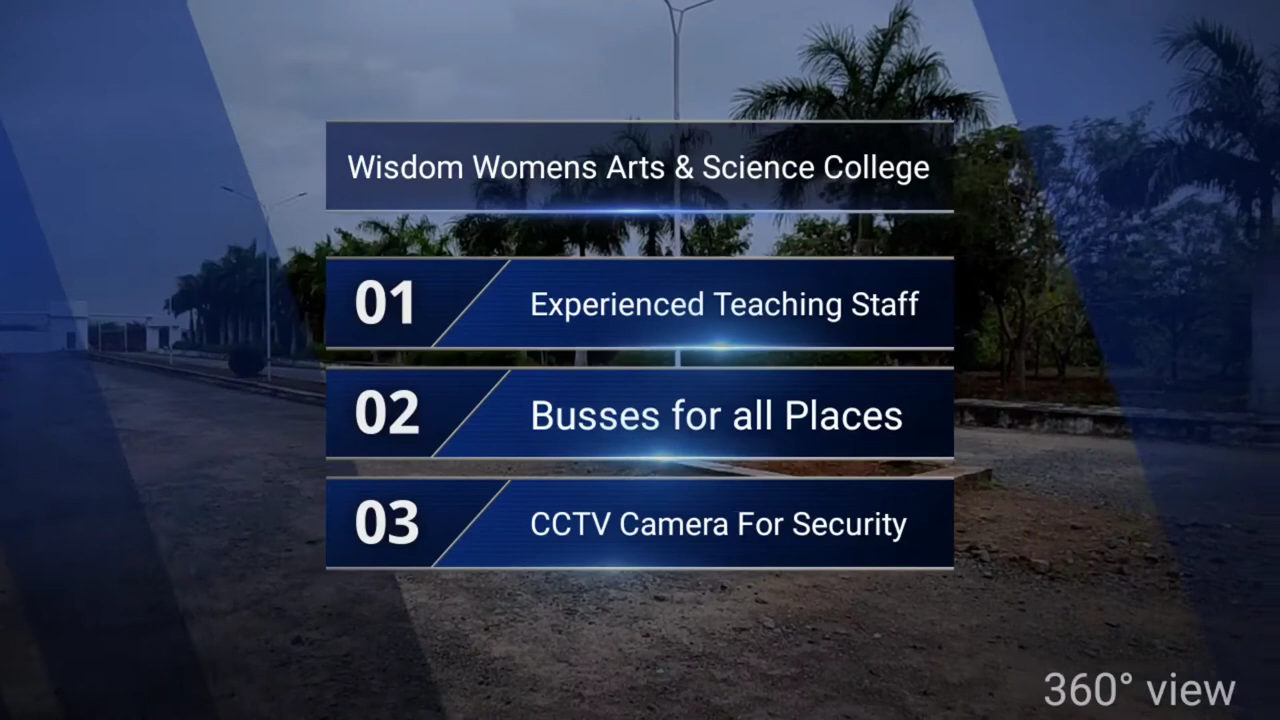 Wisdom Womens Arts & Science College
01 Experienced Teaching Staff
02 Busses for all Places
03 CCTV Camera For Security
360° view